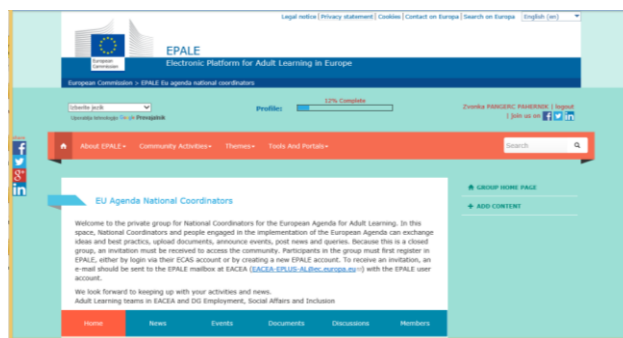 Legal notice | Privacy statement | Cookies | Contact on Europa | Search on Europa English (en)
European
Commission
EPALE
Electronic Platform for Adult Learning in Europe
European Commission > EPALE Eu agenda national coordinators
Izberite jezik
Uporablja tehnologijo Prevajalnik
Profile: 12% Complete
Zvonka PANGERC PAHERNIK | logout
| Join us on
About EPALE Community Activities Themes Tools And Portals
Search
EU Agenda National Coordinators
GROUP HOME PAGE
ADD CONTENT
Welcome to the private group for National Coordinators for the European Agenda for Adult Learning. In this
space, National Coordinators and people engaged in the implementation of the European Agenda can exchange
ideas and best practice, upload documents, announce events, post news and queries. Because this is a closed
group, an invitation must be received to access the community. Participants in the group must first register in
EPALE, either by login via their ECAS account or by creating a new EPALE account. To receive an invitation, an
e-mail should be sent to the EPALE mailbox at EACEA (EACEA-EPLUS-AL@ec.europa.eu) with the EPALE user
account.
We look forward to keeping up with your activities and news.
Adult Learning teams in EACEA and DG Employment, Social Affairs and Inclusion
Home News Events Documents Discussions Members